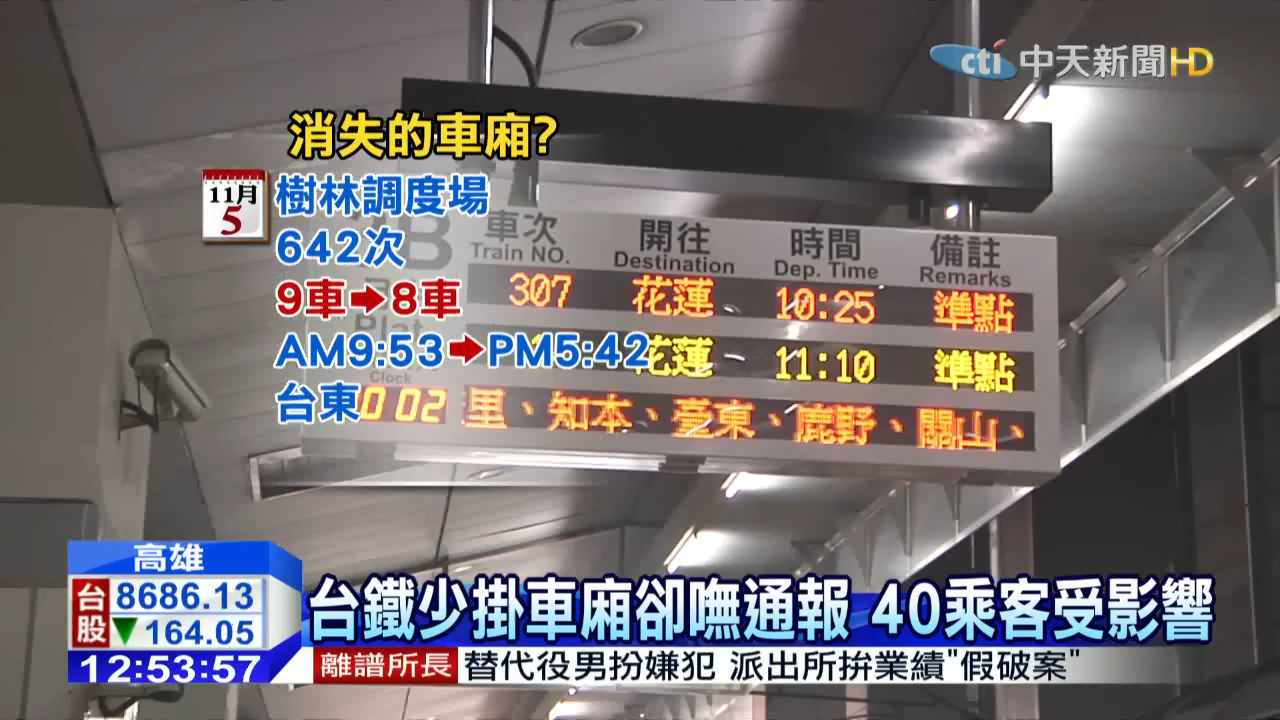 cti 中天新聞HD
消失的車廂?
11月
5
樹林調度場
642次
9車➡8車
AM9:53➡PM5:42
台東
車次 開往 時間 備註
Train NO. Destination Dep. Time Remarks
307 花蓮 10:25 準點
花蓮 11:10 準點
Clock
0 02 里、知本、臺東、鹿野、關山、
高雄
台股 8686.13
▼164.05
12:53:57
台鐵少掛車廂卻嘸通報 40乘客受影響
離譜所長 替代役男扮嫌犯 派出所拚業績"假破案"